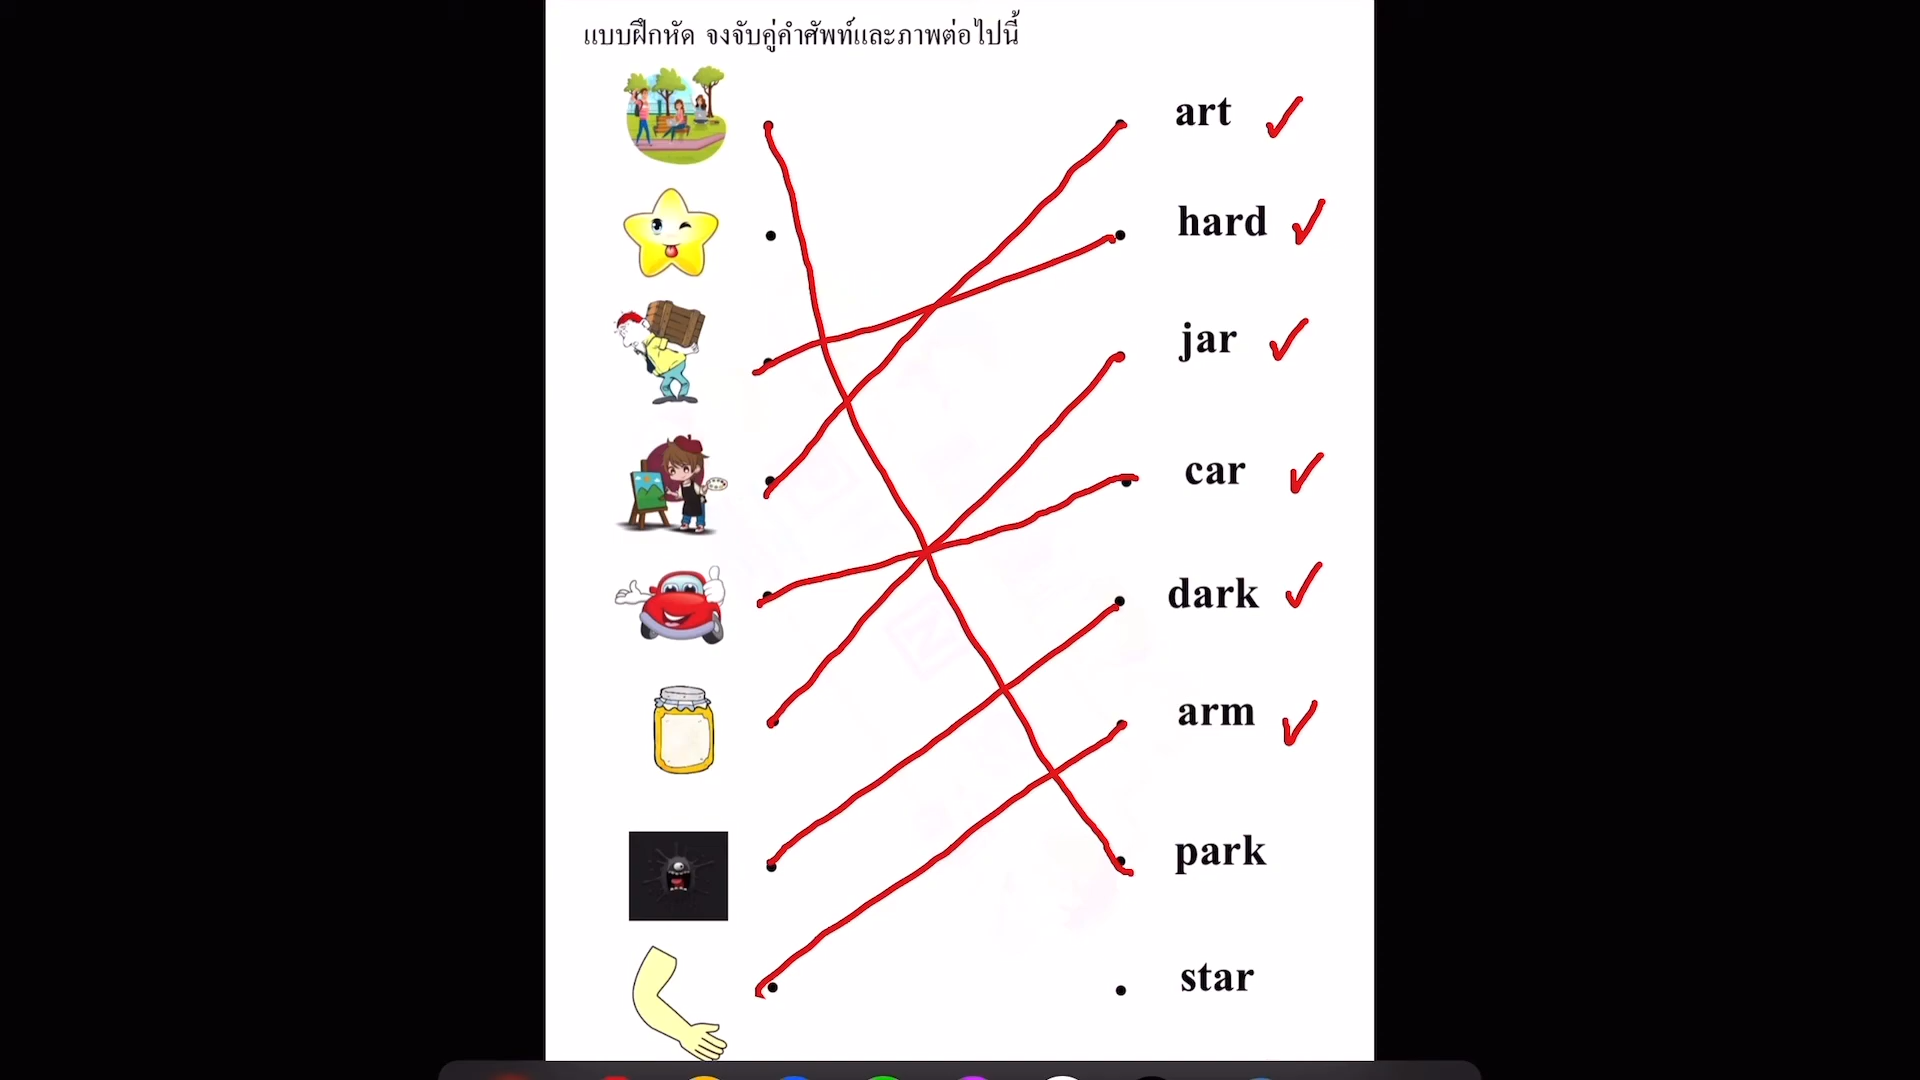 แบบฝึกหัด จงจับคู่คำศัพท์และภาพต่อไปนี้
art
hard
jar
car
dark
arm
park
star